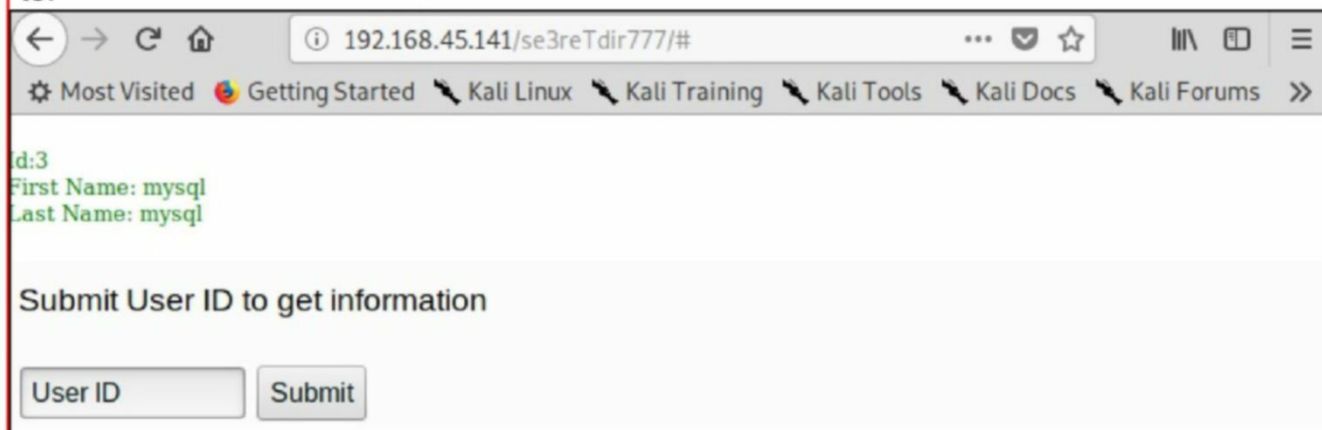 192.168.45.141/se3reTdir777/#
Most Visited Getting Started Kali Linux Kali Training Kali Tools Kali Docs Kali Forums
Id:3
First Name: mysql
Last Name: mysql
Submit User ID to get information
User ID Submit